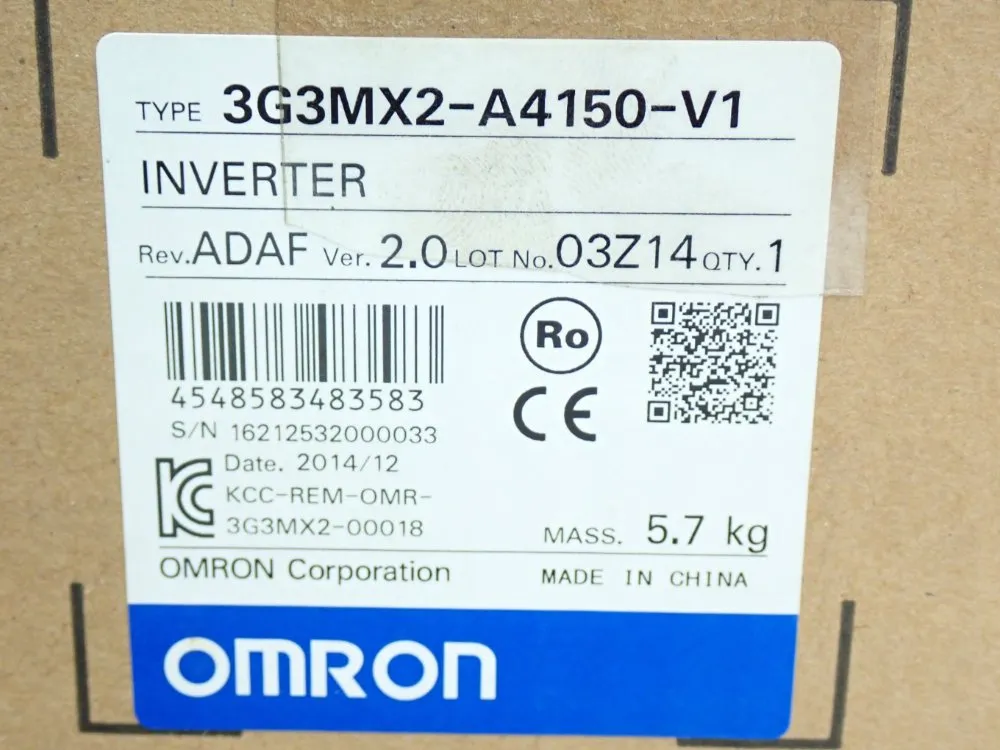 TYPE 3G3MX2-A4150-V1
INVERTER
Rev. ADAF Ver. 2.0 LOT No. 03Z14 QTY. 1
Ro
4548583483583
CE
S/N 16212532000033
Date. 2014/12
KC
KCC-REM-OMR-
3G3MX2-00018
MASS. 5.7 kg
OMRON Corporation
MADE IN CHINA
OMRON